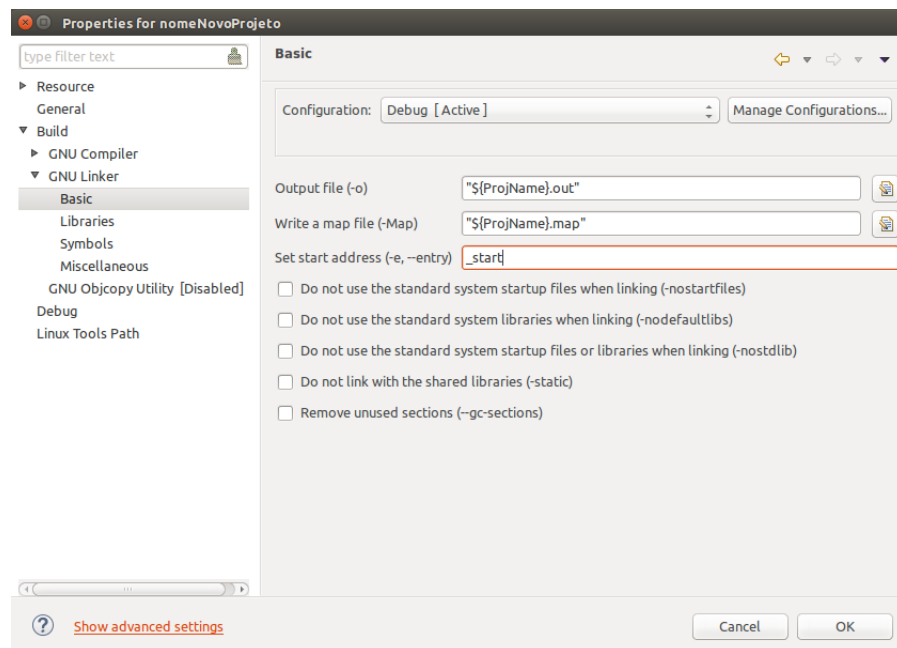 Properties for nomeNovoProjeto
type filter text
Resource
General
Build
GNU Compiler
GNU Linker
Basic
Libraries
Symbols
Miscellaneous
GNU Objcopy Utility [Disabled]
Debug
Linux Tools Path
Basic
Configuration: Debug [ Active ] Manage Configurations...
Output file (-o) "${ProjName}.out"
Write a map file (-Map) "${ProjName}.map"
Set start address (-e, --entry) _start
Do not use the standard system startup files when linking (-nostartfiles)
Do not use the standard system libraries when linking (-nodefaultlibs)
Do not use the standard system startup files or libraries when linking (-nostdlib)
Do not link with the shared libraries (-static)
Remove unused sections (--gc-sections)
? Show advanced settings
Cancel OK